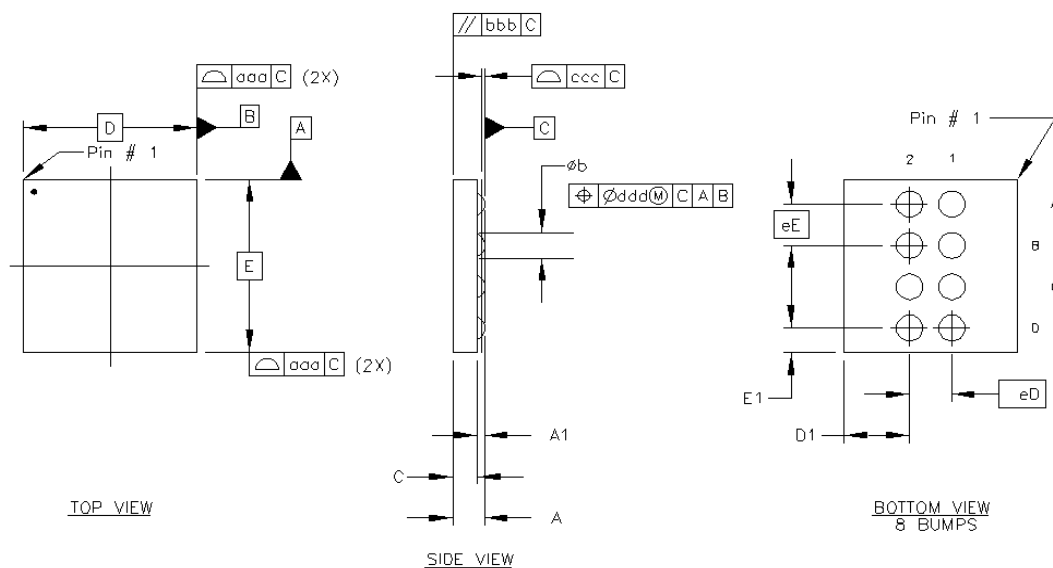 // bbb C
aaa C (2X)
ccc C
D
B
A
C
Pin # 1
Pin # 1
øb
2 1
⌖ Ødddⓜ C A B
A
eE
B
E
D
aaa C (2X)
E1
eD
D1
A1
C
A
TOP VIEW
BOTTOM VIEW
8 BUMPS
SIDE VIEW